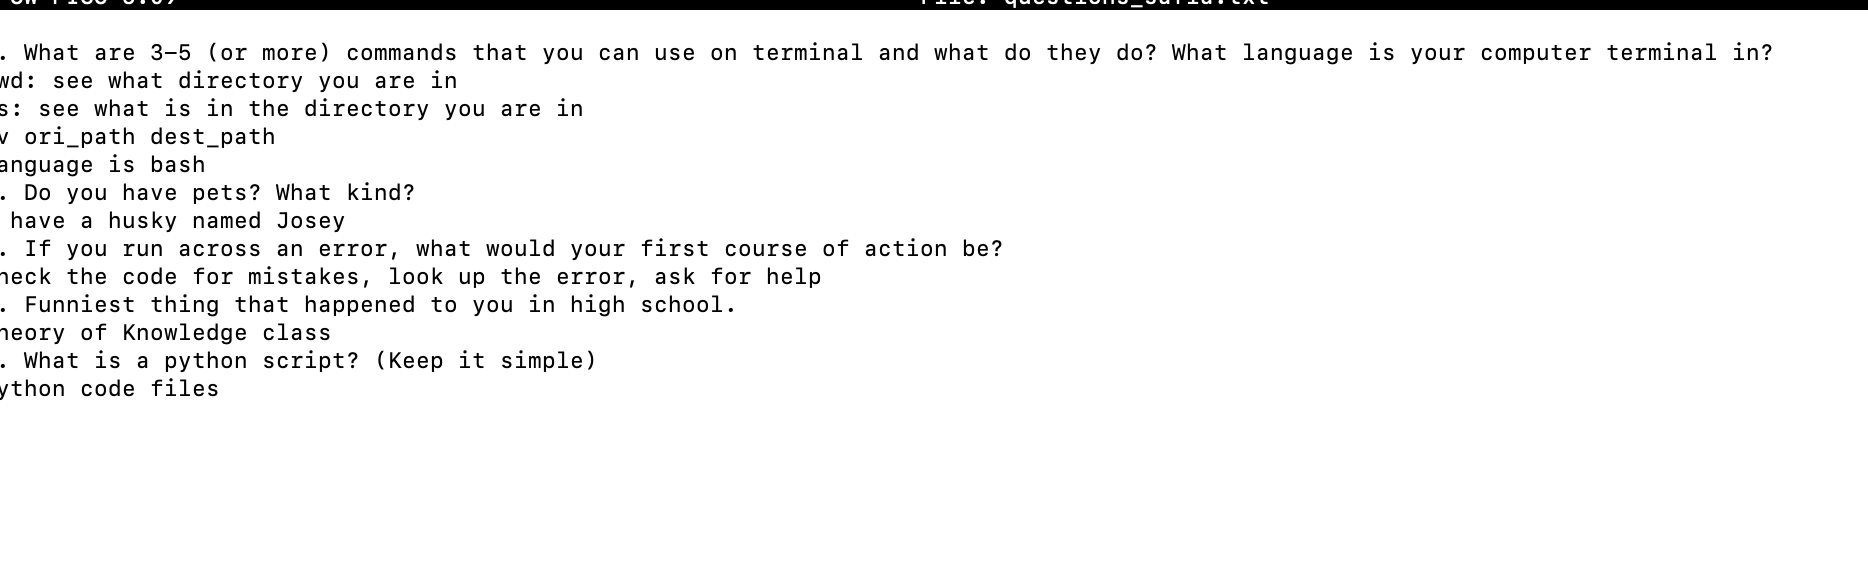 . What are 3–5 (or more) commands that you can use on terminal and what do they do? What language is your computer terminal in?
wd: see what directory you are in
s: see what is in the directory you are in
v ori_path dest_path
anguage is bash
. Do you have pets? What kind?
have a husky named Josey
. If you run across an error, what would your first course of action be?
heck the code for mistakes, look up the error, ask for help
. Funniest thing that happened to you in high school.
heory of Knowledge class
. What is a python script? (Keep it simple)
ython code files